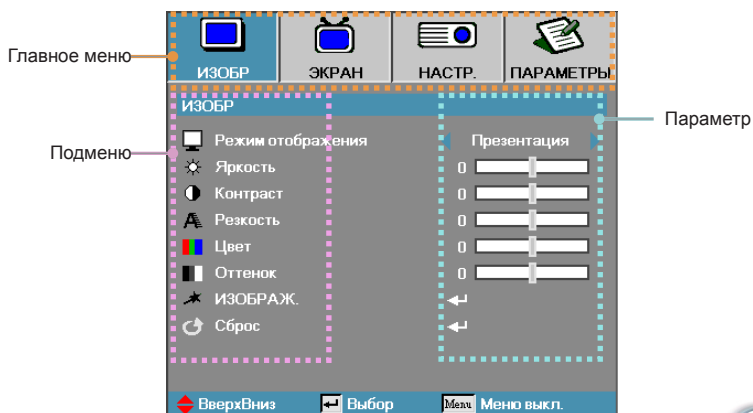 Главное меню
ИЗОБР ЭКРАН НАСТР. ПАРАМЕТРЫ
ИЗОБР
Параметр
Подменю
Режим отображения Презентация
Яркость 0
Контраст 0
Резкость 0
Цвет 0
Оттенок 0
ИЗОБРАЖ.
Сброс
ВверхВниз Выбор Menu Меню выкл.